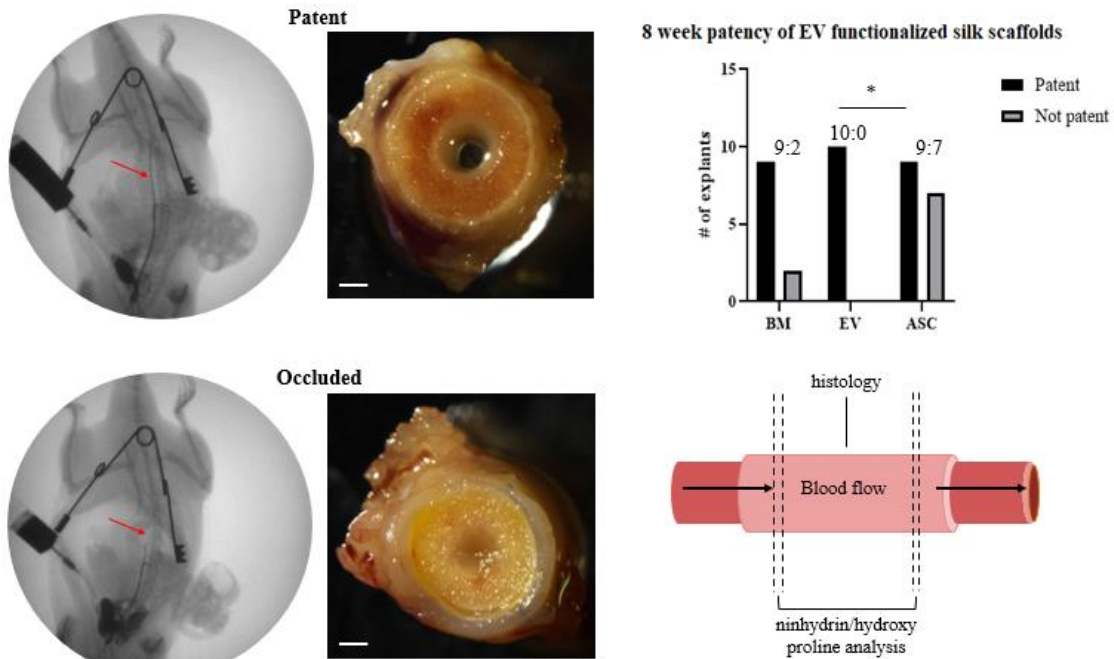 Patent
8 week patency of EV functionalized silk scaffolds
15
10
5
0
# of explants
9:2
10:0
*
9:7
BM
EV
ASC
Patent
Not patent
Occluded
histology
Blood flow
ninhydrin/hydroxy
proline analysis